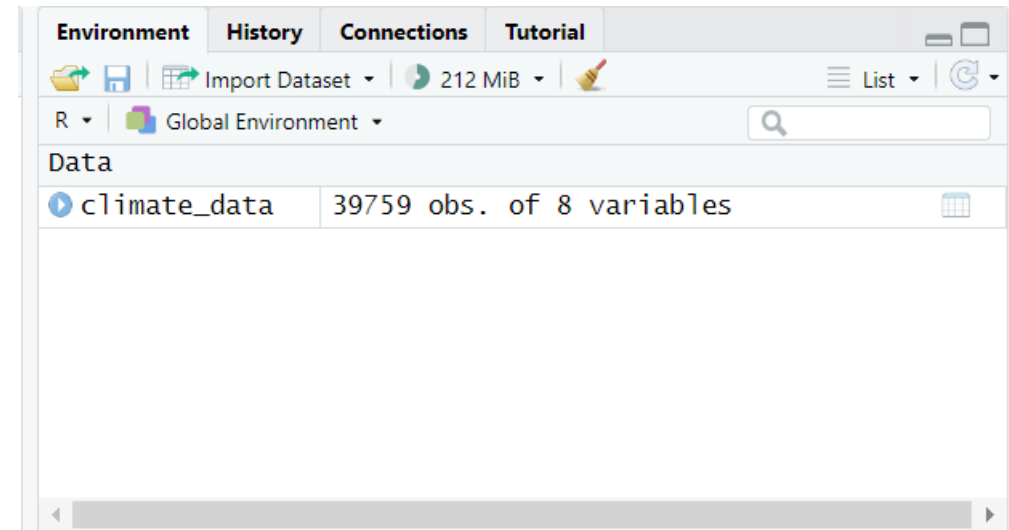 Environment History Connections Tutorial
Import Dataset 212 MiB List
R Global Environment
Data
climate_data 39759 obs. of 8 variables